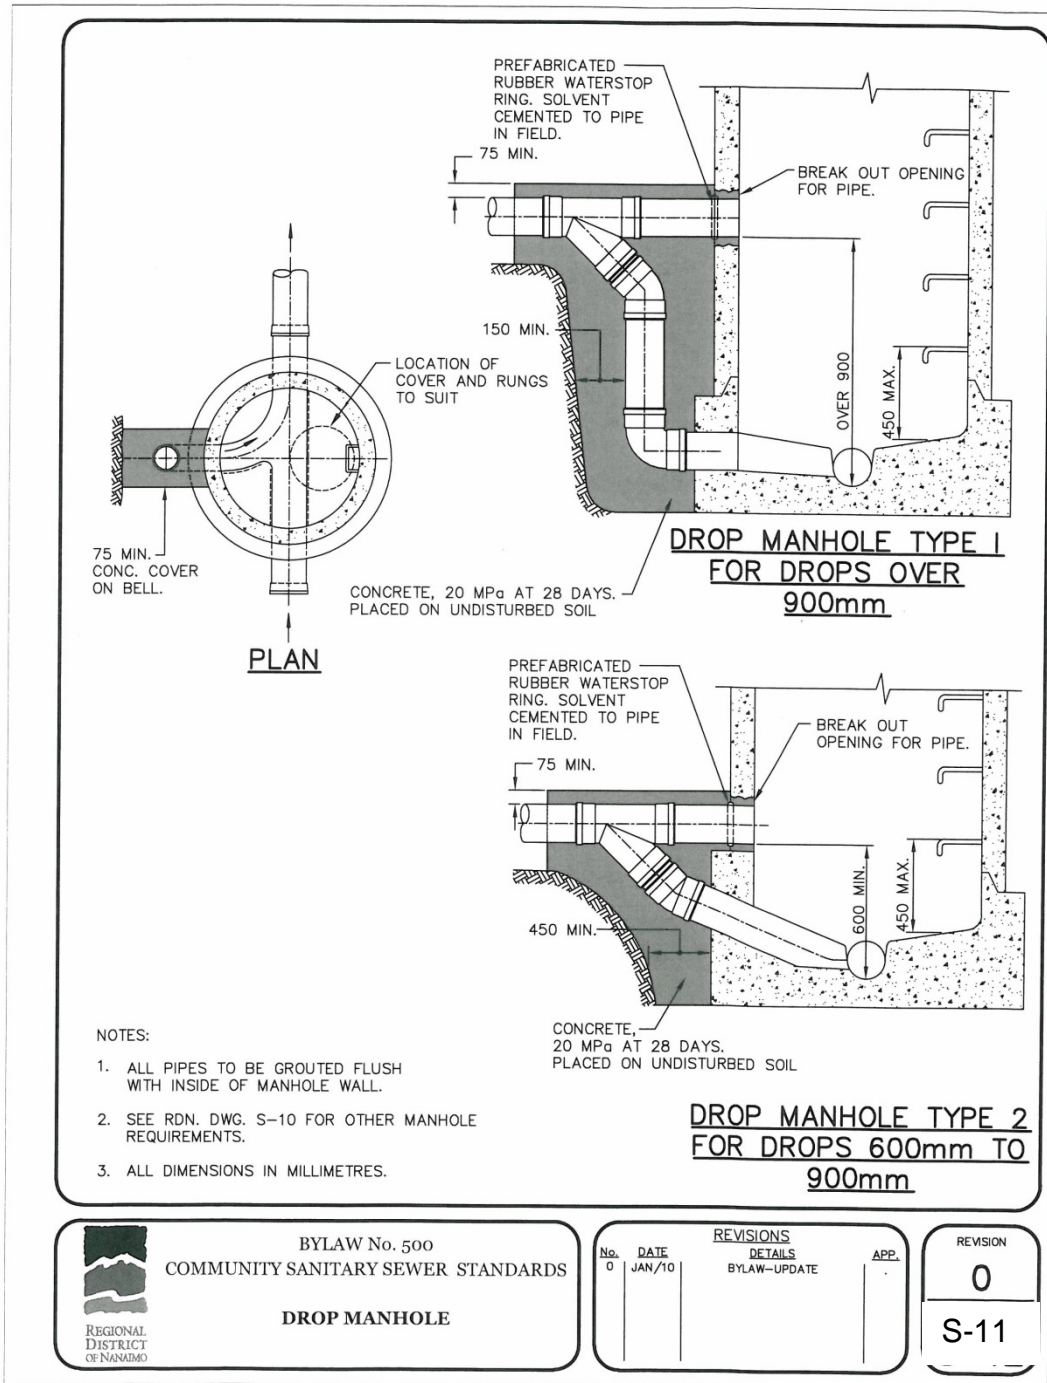 PREFABRICATED
RUBBER WATERSTOP
RING. SOLVENT
CEMENTED TO PIPE
IN FIELD.
75 MIN.
BREAK OUT OPENING
FOR PIPE.
150 MIN.
OVER 900
450 MAX.
LOCATION OF
COVER AND RUNGS
TO SUIT
75 MIN.
CONC. COVER
ON BELL.
CONCRETE, 20 MPa AT 28 DAYS.
PLACED ON UNDISTURBED SOIL
PLAN
DROP MANHOLE TYPE 1
FOR DROPS OVER
900mm
PREFABRICATED
RUBBER WATERSTOP
RING. SOLVENT
CEMENTED TO PIPE
IN FIELD.
75 MIN.
BREAK OUT
OPENING FOR PIPE.
450 MIN.
600 MIN.
450 MAX.
CONCRETE,
20 MPa AT 28 DAYS.
PLACED ON UNDISTURBED SOIL
DROP MANHOLE TYPE 2
FOR DROPS 600mm TO
900mm
NOTES:
1. ALL PIPES TO BE GROUTED FLUSH
WITH INSIDE OF MANHOLE WALL.
2. SEE RDN. DWG. S-10 FOR OTHER MANHOLE
REQUIREMENTS.
3. ALL DIMENSIONS IN MILLIMETRES.
REGIONAL
DISTRICT
OF NANAIMO
BYLAW No. 500
COMMUNITY SANITARY SEWER STANDARDS
DROP MANHOLE
REVISIONS
No. DATE DETAILS APP.
0 JAN/10 BYLAW-UPDATE
REVISION
0
S-11